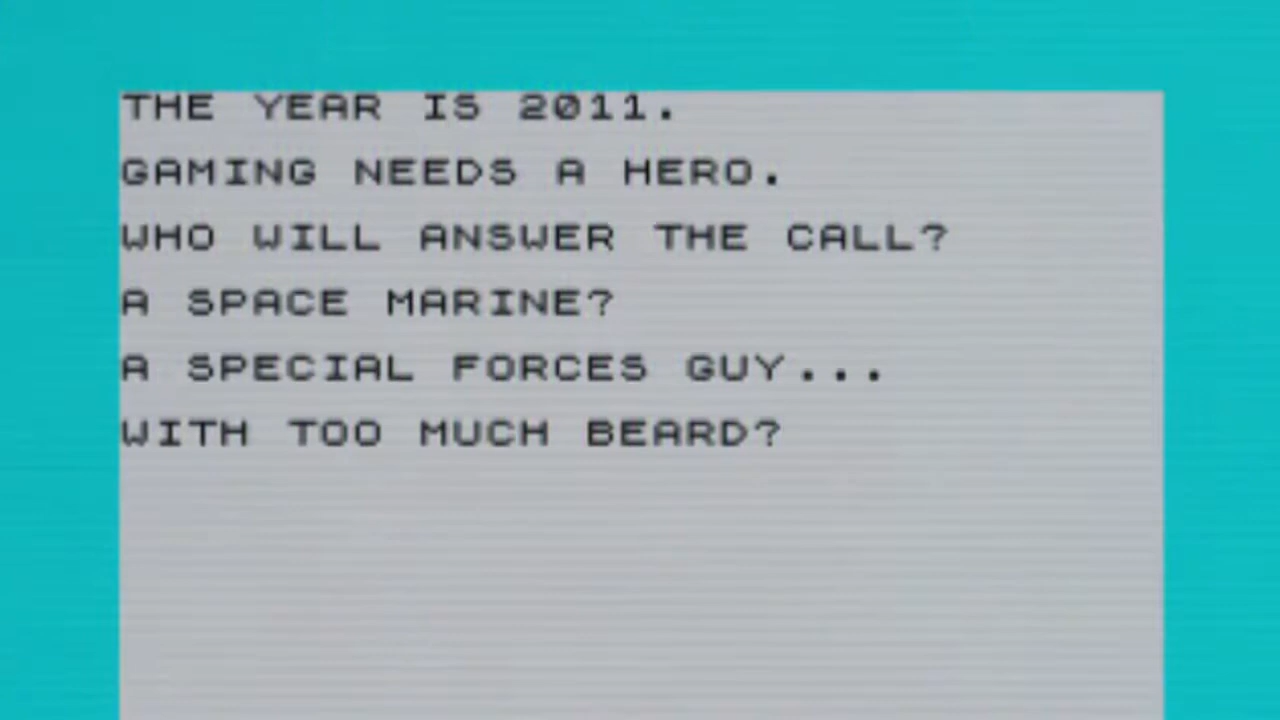 THE YEAR IS 2011.
GAMING NEEDS A HERO.
WHO WILL ANSWER THE CALL?
A SPACE MARINE?
A SPECIAL FORCES GUY...
WITH TOO MUCH BEARD?